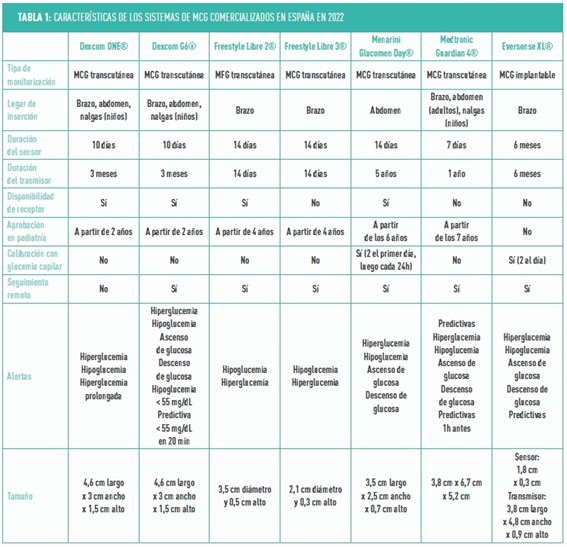 TABLA 1: CARACTERÍSTICAS DE LOS SISTEMAS DE MCG COMERCIALIZADOS EN ESPAÑA EN 2022
Dexcom ONE®
Dexcom G6®
Freestyle Libre 2®
Freestyle Libre 3®
Menarini
Glucomen Day®
Medtronic
Guardian 4®
Eversense XL®
Tipo de
monitorización
MCG transcutánea
MCG transcutánea
MFG transcutánea
MCG transcutánea
MCG transcutánea
MCG transcutánea
MCG implantable
Lugar de
inserción
Brazo, abdomen,
nalgas (niños)
Brazo, abdomen,
nalgas (niños)
Brazo
Brazo
Abdomen
Brazo, abdomen
(adultos), nalgas
(niños)
Brazo
Duración
del sensor
10 días
10 días
14 días
14 días
14 días
7 días
6 meses
Duración
del trasmisor
3 meses
3 meses
14 días
14 días
5 años
1 año
6 meses
Disponibilidad
de receptor
Sí
Sí
Sí
No
Sí
No
No
Aprobación
en pediatría
A partir de 2 años
A partir de 2 años
A partir de 4 años
A partir de 4 años
A partir
de los 6 años
A partir
de los 7 años
No
Calibración con
glucemia capilar
No
No
No
No
Sí (2 el primer día,
luego cada 24h)
No
Sí (2 al día)
Seguimiento
remoto
No
Sí
Sí
Sí
Sí
Sí
Sí
Alertas
Hiperglucemia
Hipoglucemia
Hiperglucemia
prolongada
Hiperglucemia
Hipoglucemia
Ascenso
de glucosa
Descenso
de glucosa
Hipoglucemia
< 55 mg/dL
Predictiva
< 55 mg/dL
en 20 min
Hipoglucemia
Hiperglucemia
Hipoglucemia
Hiperglucemia
Hiperglucemia
Hipoglucemia
Ascenso de
glucosa
Descenso de
glucosa
Predictivas
Hiperglucemia
Hipoglucemia
Ascenso de
glucosa
Descenso
de glucosa
Predictivas
1h antes
Hiperglucemia
Hipoglucemia
Ascenso de
glucosa
Descenso de
glucosa
Predictivas
Tamaño
4,6 cm largo
x 3 cm ancho
x 1,5 cm alto
4,6 cm largo
x 3 cm ancho
x 1,5 cm alto
3,5 cm diámetro
y 0,5 cm alto
2,1 cm diámetro
y 0,3 cm alto
3,5 cm largo
x 2,5 cm ancho
x 0,7 cm alto
3,8 cm x 6,7 cm
x 5,2 cm
Sensor:
1,8 cm
x 0,3 cm
Transmisor:
3,8 cm largo
x 4,8 cm ancho
x 0,9 cm alto